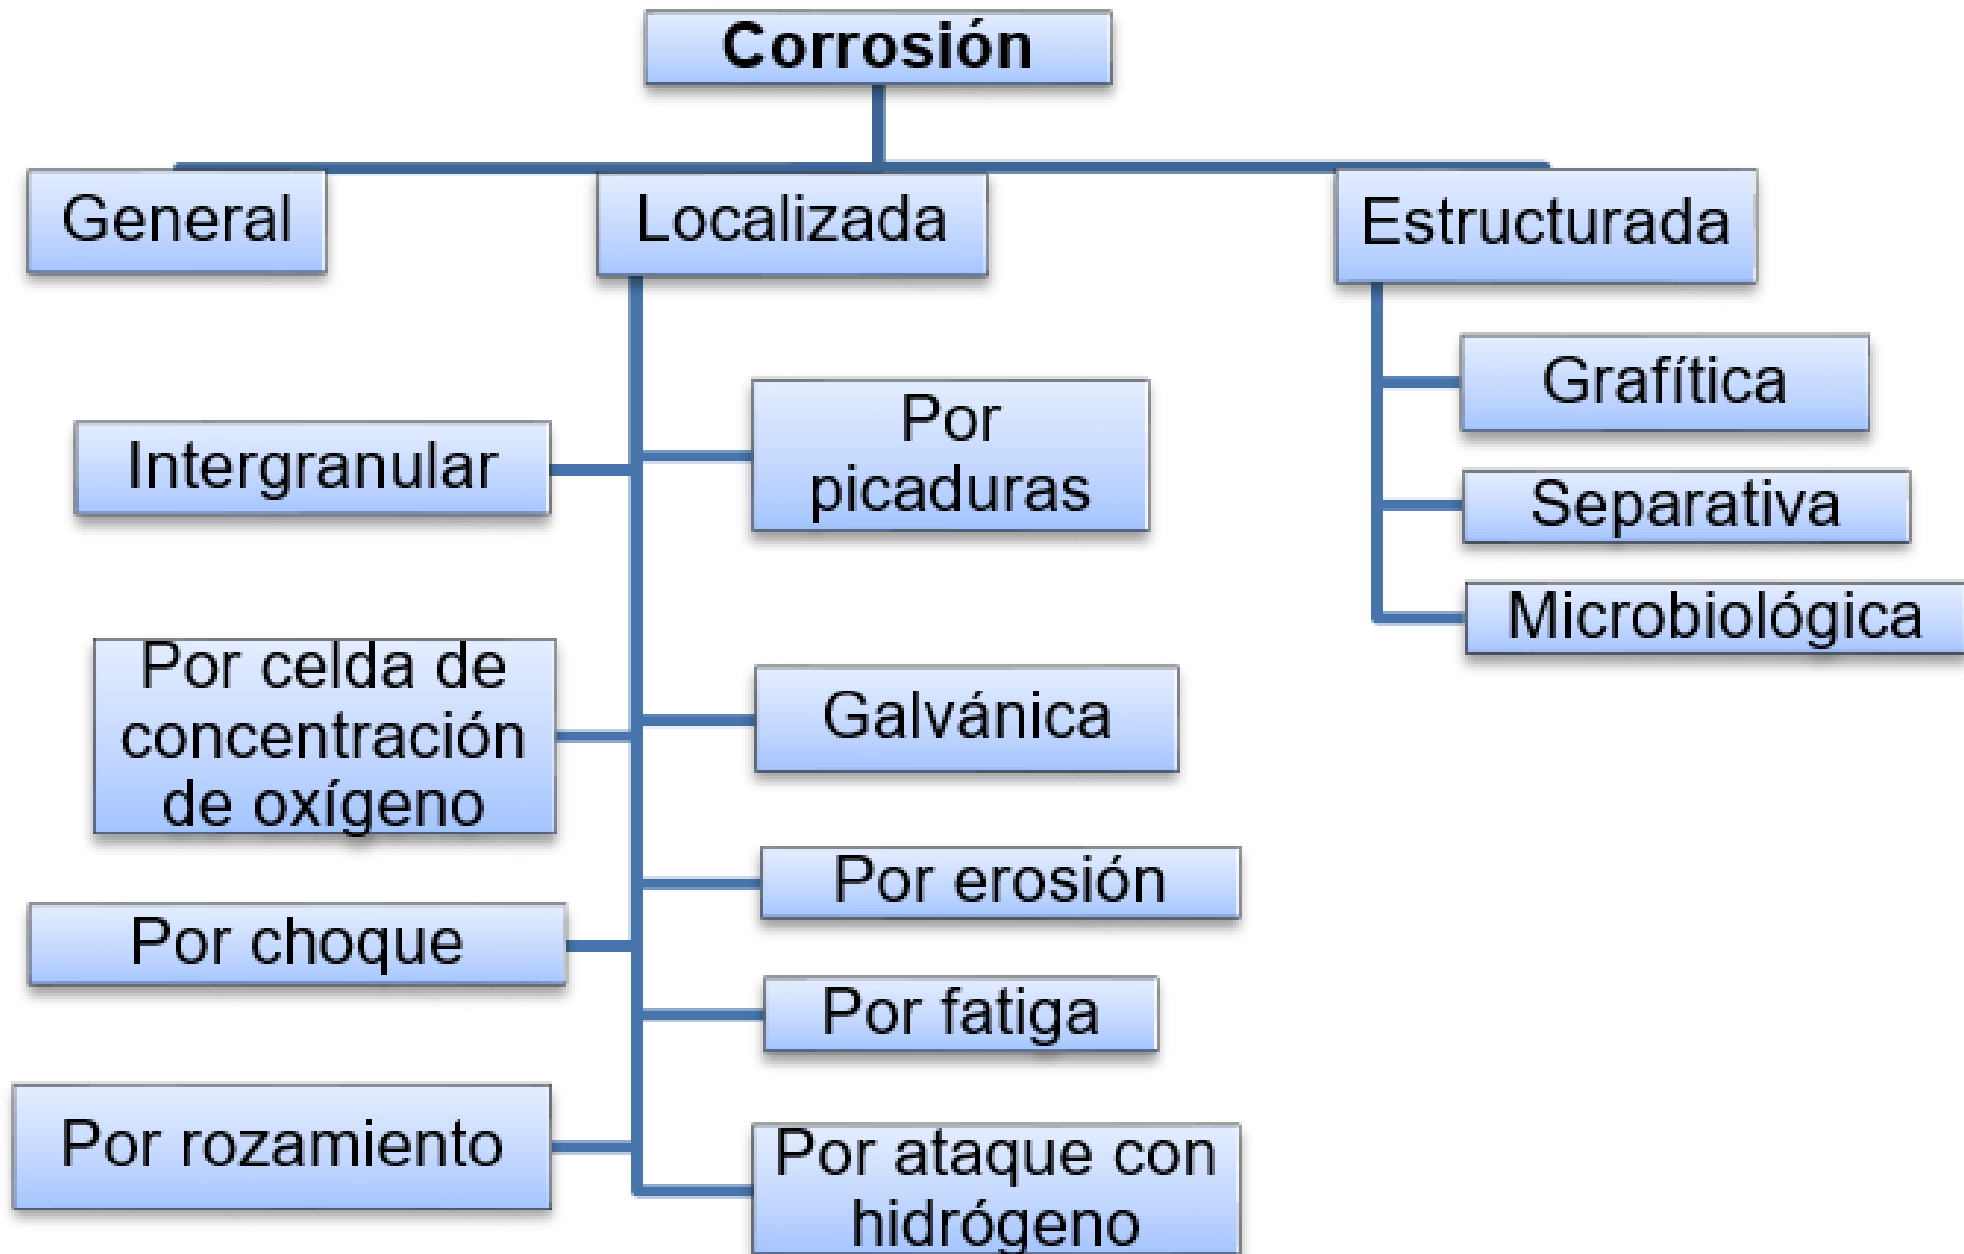 Corrosión
General
Localizada
Estructurada
Intergranular
Por celda de
concentración
de oxígeno
Por choque
Por rozamiento
Por
picaduras
Galvánica
Por erosión
Por fatiga
Por ataque con
hidrógeno
Grafítica
Separativa
Microbiológica